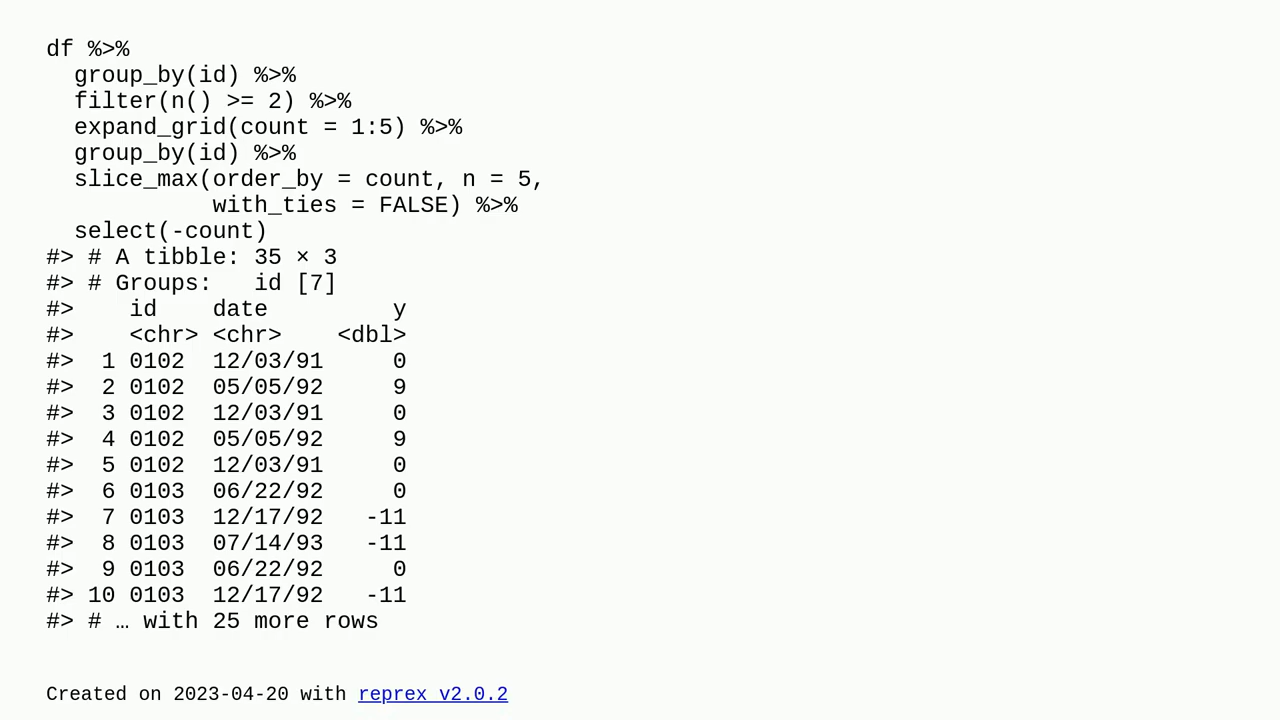 df %>%
  group_by(id) %>%
  filter(n() >= 2) %>%
  expand_grid(count = 1:5) %>%
  group_by(id) %>%
  slice_max(order_by = count, n = 5,
            with_ties = FALSE) %>%
  select(-count)
#> # A tibble: 35 × 3
#> # Groups:   id [7]
#>    id    date         y
#>    <chr> <chr>    <dbl>
#>  1 0102  12/03/91     0
#>  2 0102  05/05/92     9
#>  3 0102  12/03/91     0
#>  4 0102  05/05/92     9
#>  5 0102  12/03/91     0
#>  6 0103  06/22/92     0
#>  7 0103  12/17/92   -11
#>  8 0103  07/14/93   -11
#>  9 0103  06/22/92     0
#> 10 0103  12/17/92   -11
#> # … with 25 more rows
Created on 2023-04-20 with reprex v2.0.2